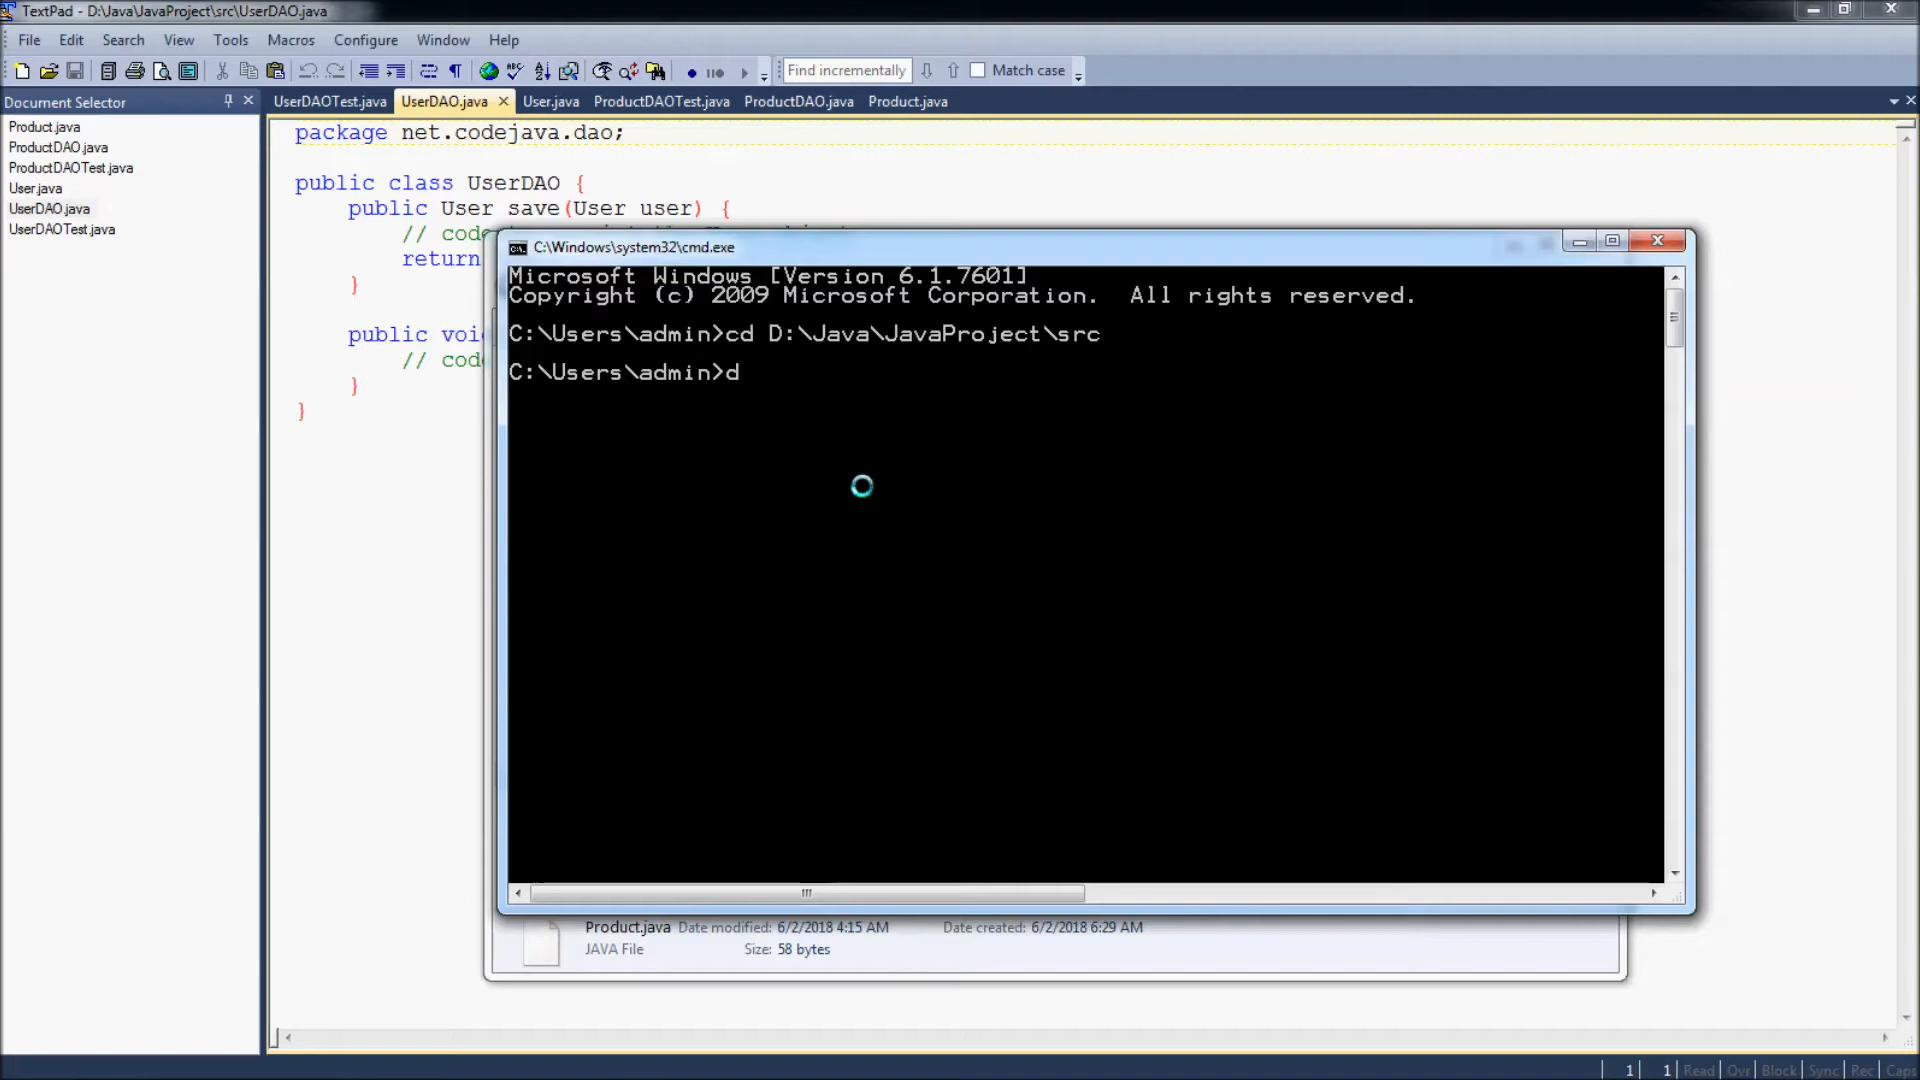 TextPad - D:\Java\JavaProject\src\UserDAO.java
File Edit Search View Tools Macros Configure Window Help
Find incrementally Match case
Document Selector
UserDAOTest.java UserDAO.java User.java ProductDAOTest.java ProductDAO.java Product.java
Product.java
ProductDAO.java
ProductDAOTest.java
User.java
UserDAO.java
UserDAOTest.java
package net.codejava.dao;
public class UserDAO {
public User save(User user) {
// code
return
}
public void
// code
}
}
C:\Windows\system32\cmd.exe
Microsoft Windows [Version 6.1.7601]
Copyright (c) 2009 Microsoft Corporation. All rights reserved.
C:\Users\admin>cd D:\Java\JavaProject\src
C:\Users\admin>d
Product.java Date modified: 6/2/2018 4:15 AM Date created: 6/2/2018 6:29 AM
JAVA File Size: 58 bytes
1 1 Read Ovr Block Sync Rec Caps